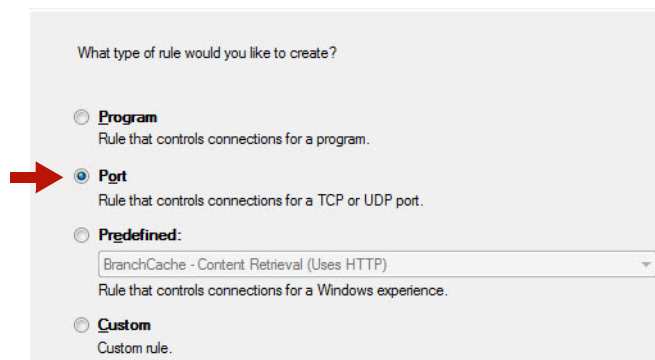 What type of rule would you like to create?
Program
Rule that controls connections for a program.
Port
Rule that controls connections for a TCP or UDP port.
Predefined:
BranchCache - Content Retrieval (Uses HTTP)
Rule that controls connections for a Windows experience.
Custom
Custom rule.